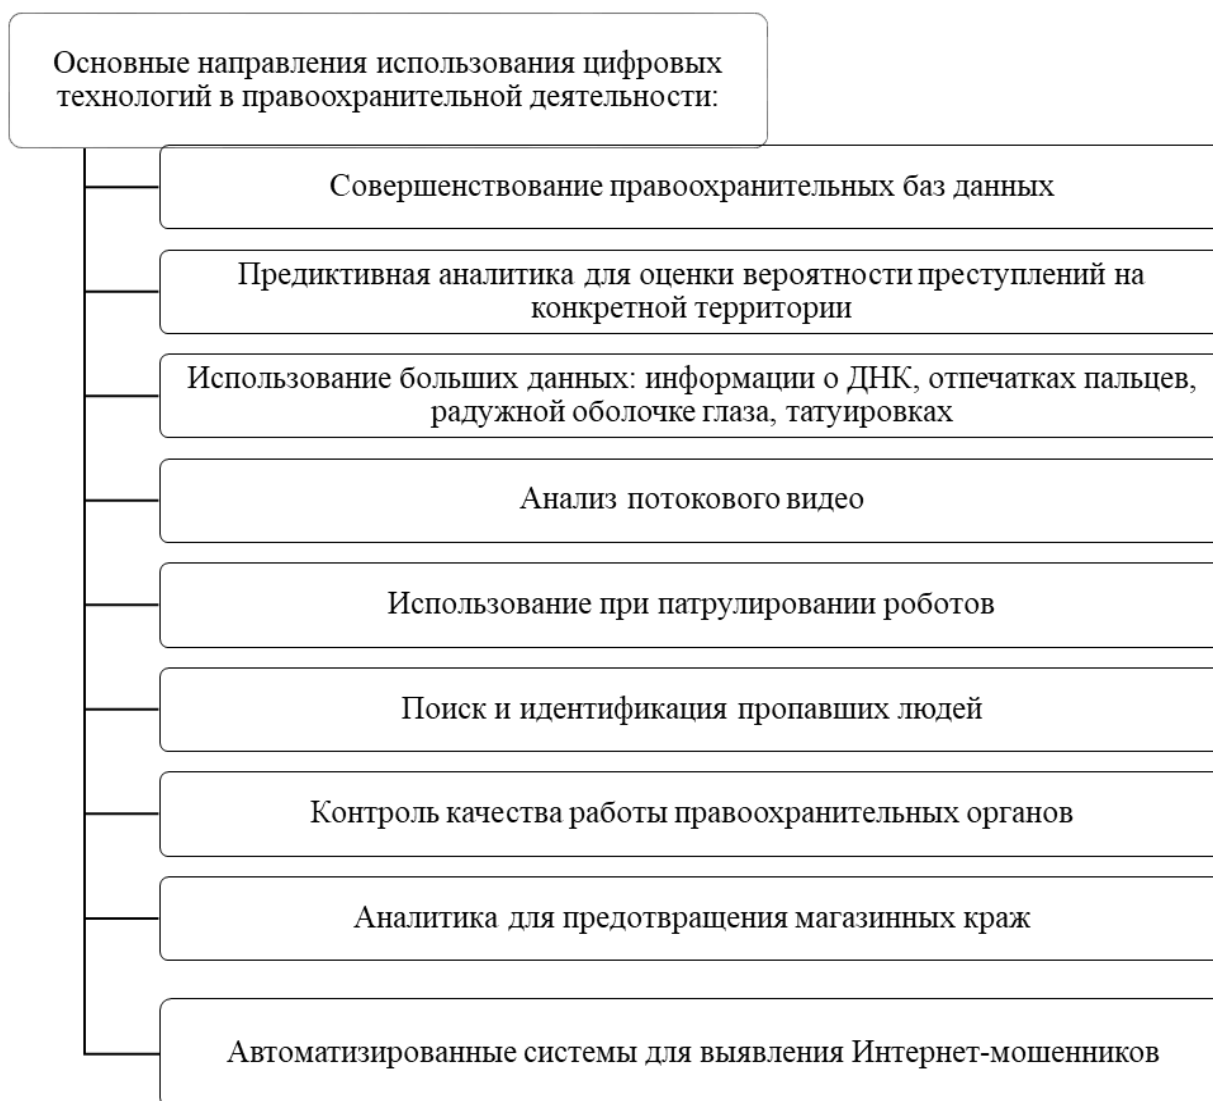 Основные направления использования цифровых
технологий в правоохранительной деятельности:
Совершенствование правоохранительных баз данных
Предиктивная аналитика для оценки вероятности преступлений на
конкретной территории
Использование больших данных: информации о ДНК, отпечатках пальцев,
радужной оболочке глаза, татуировках
Анализ потокового видео
Использование при патрулировании роботов
Поиск и идентификация пропавших людей
Контроль качества работы правоохранительных органов
Аналитика для предотвращения магазинных краж
Автоматизированные системы для выявления Интернет-мошенников